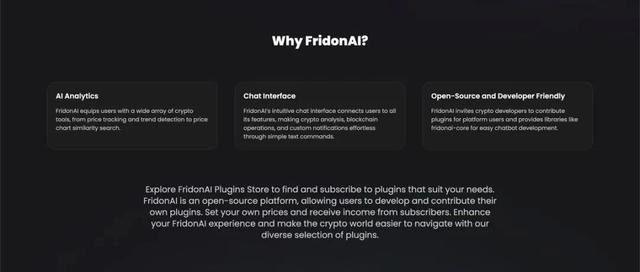 Why FridonAI?
AI Analytics
FridonAI equips users with a wide array of crypto
tools, from price tracking and trend detection to price
chart similarity search.
Chat Interface
FridonAI's intuitive chat interface connects users to all
its features, making crypto analysis, blockchain
operations, and custom notifications effortless
through simple text commands.
Open-Source and Developer Friendly
FridonAI invites crypto developers to contribute
plugins for platform users and provides libraries like
fridonai-core for easy chatbot development.
Explore FridonAI Plugins Store to find and subscribe to plugins that suit your needs.
FridonAI is an open-source platform, allowing users to develop and contribute their
own plugins. Set your own prices and receive income from subscribers. Enhance
your FridonAI experience and make the crypto world easier to navigate with our
diverse selection of plugins.